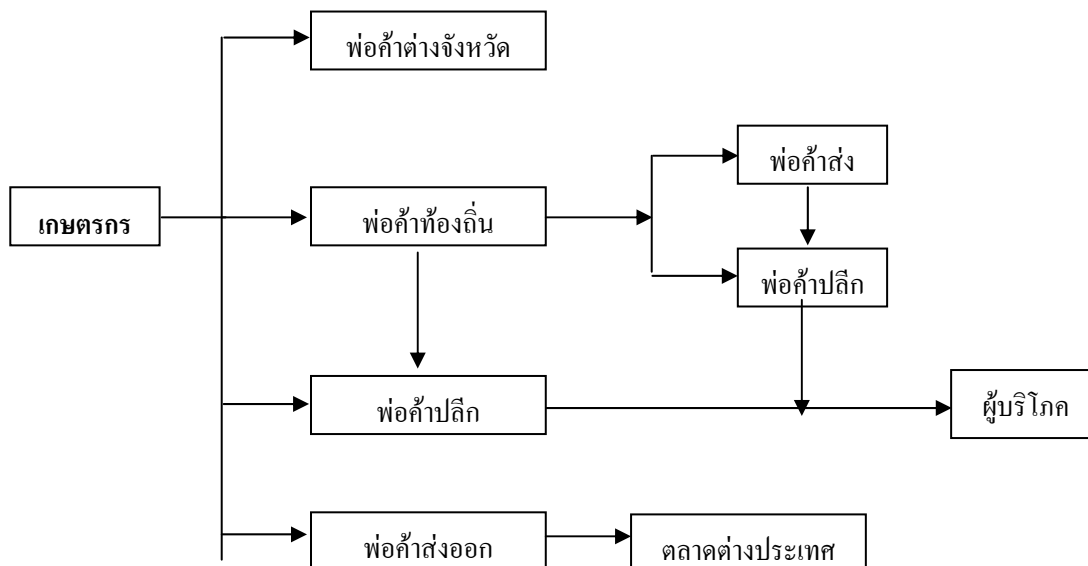 พ่อค้าต่างจังหวัด
พ่อค้าส่ง
เกษตรกร
พ่อค้าท้องถิ่น
พ่อค้าปลีก
พ่อค้าปลีก
ผู้บริโภค
พ่อค้าส่งออก
ตลาดต่างประเทศ